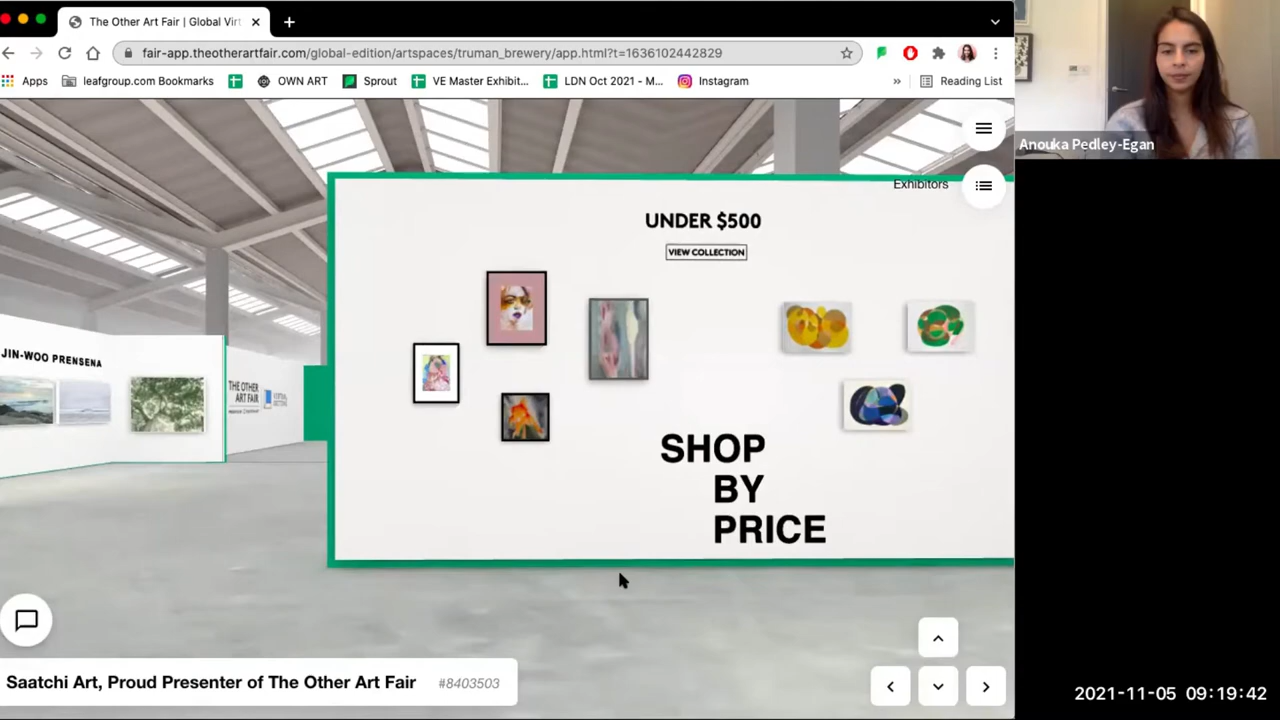 The Other Art Fair | Global Virt
fair-app.theotherartfair.com/global-edition/artspaces/truman_brewery/app.html?t=1636102442829
Apps
leafgroup.com Bookmarks
OWN ART
Sprout
VE Master Exhibit...
LDN Oct 2021 - M...
Instagram
»
Reading List
Anouka Pedley-Egan
Exhibitors
UNDER $500
VIEW COLLECTION
JIN-WOO PRENSENA
THE OTHER
ART FAIR
SHOP
BY
PRICE
Saatchi Art, Proud Presenter of The Other Art Fair #8403503
2021-11-05 09:19:42